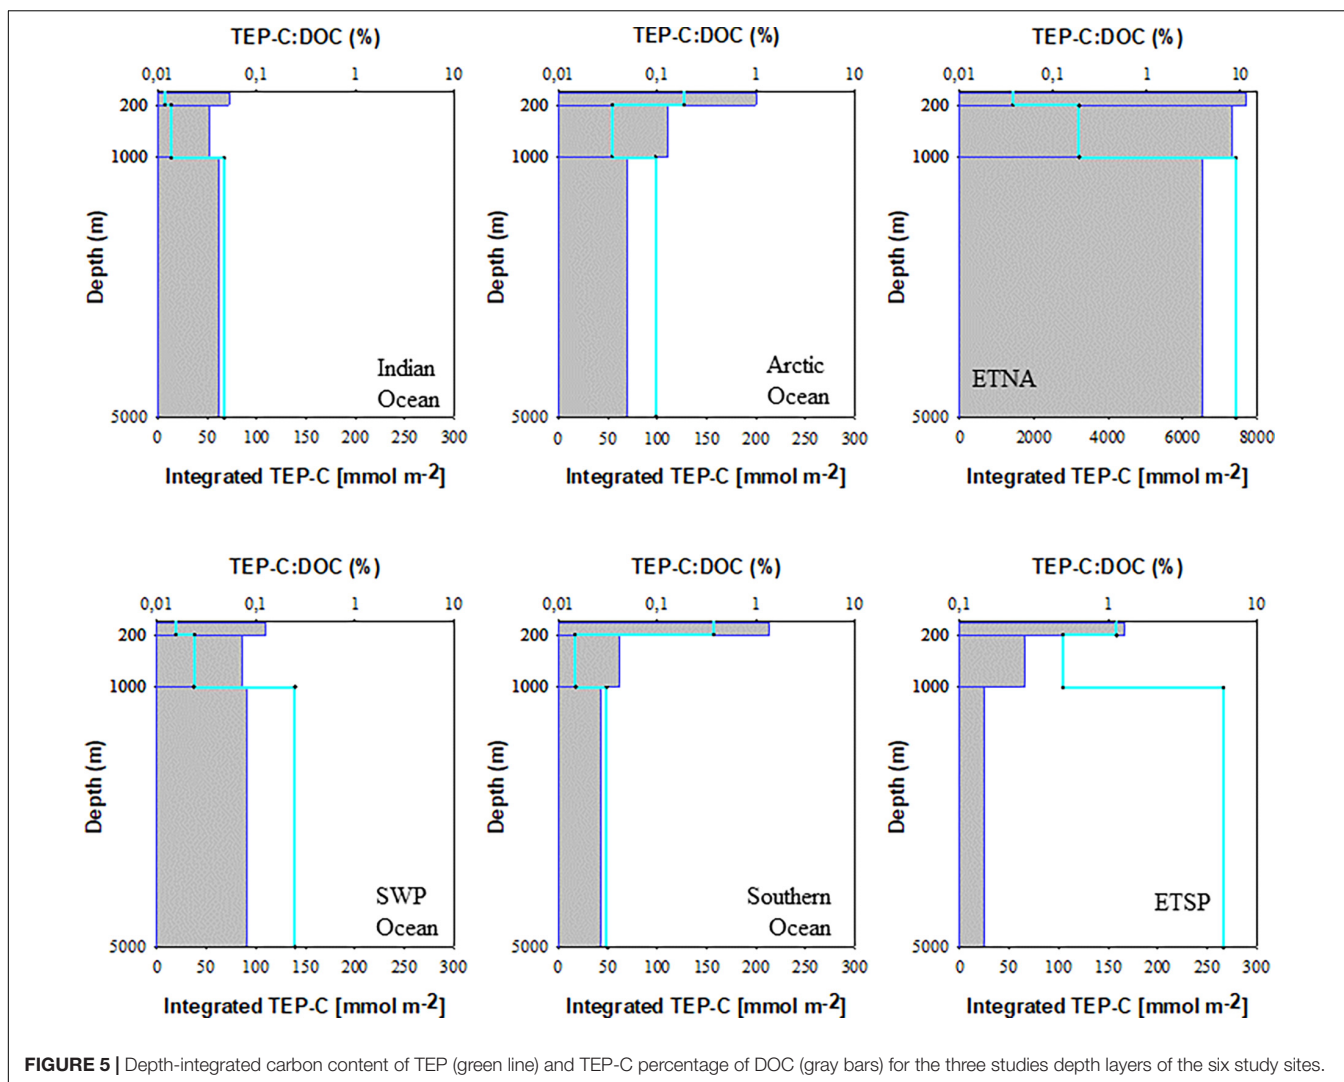 TEP-C:DOC (%)
0,01 0,1 1 10
200
1000
5000
Depth (m)
Indian
Ocean
0 50 100 150 200 250 300
Integrated TEP-C [mmol m-2]
TEP-C:DOC (%)
0,01 0,1 1 10
200
1000
5000
Depth (m)
Arctic
Ocean
0 50 100 150 200 250 300
Integrated TEP-C [mmol m-2]
TEP-C:DOC (%)
0,01 0,1 1 10
200
1000
5000
Depth (m)
ETNA
0 2000 4000 6000 8000
Integrated TEP-C [mmol m-2]
TEP-C:DOC (%)
0,01 0,1 1 10
200
1000
5000
Depth (m)
SWP
Ocean
0 50 100 150 200 250 300
Integrated TEP-C [mmol m-2]
TEP-C:DOC (%)
0,01 0,1 1 10
200
1000
5000
Depth (m)
Southern
Ocean
0 50 100 150 200 250 300
Integrated TEP-C [mmol m-2]
TEP-C:DOC (%)
0,1 1 10
200
1000
5000
Depth (m)
ETSP
0 50 100 150 200 250 300
Integrated TEP-C [mmol m-2]
FIGURE 5 | Depth-integrated carbon content of TEP (green line) and TEP-C percentage of DOC (gray bars) for the three studies depth layers of the six study sites.